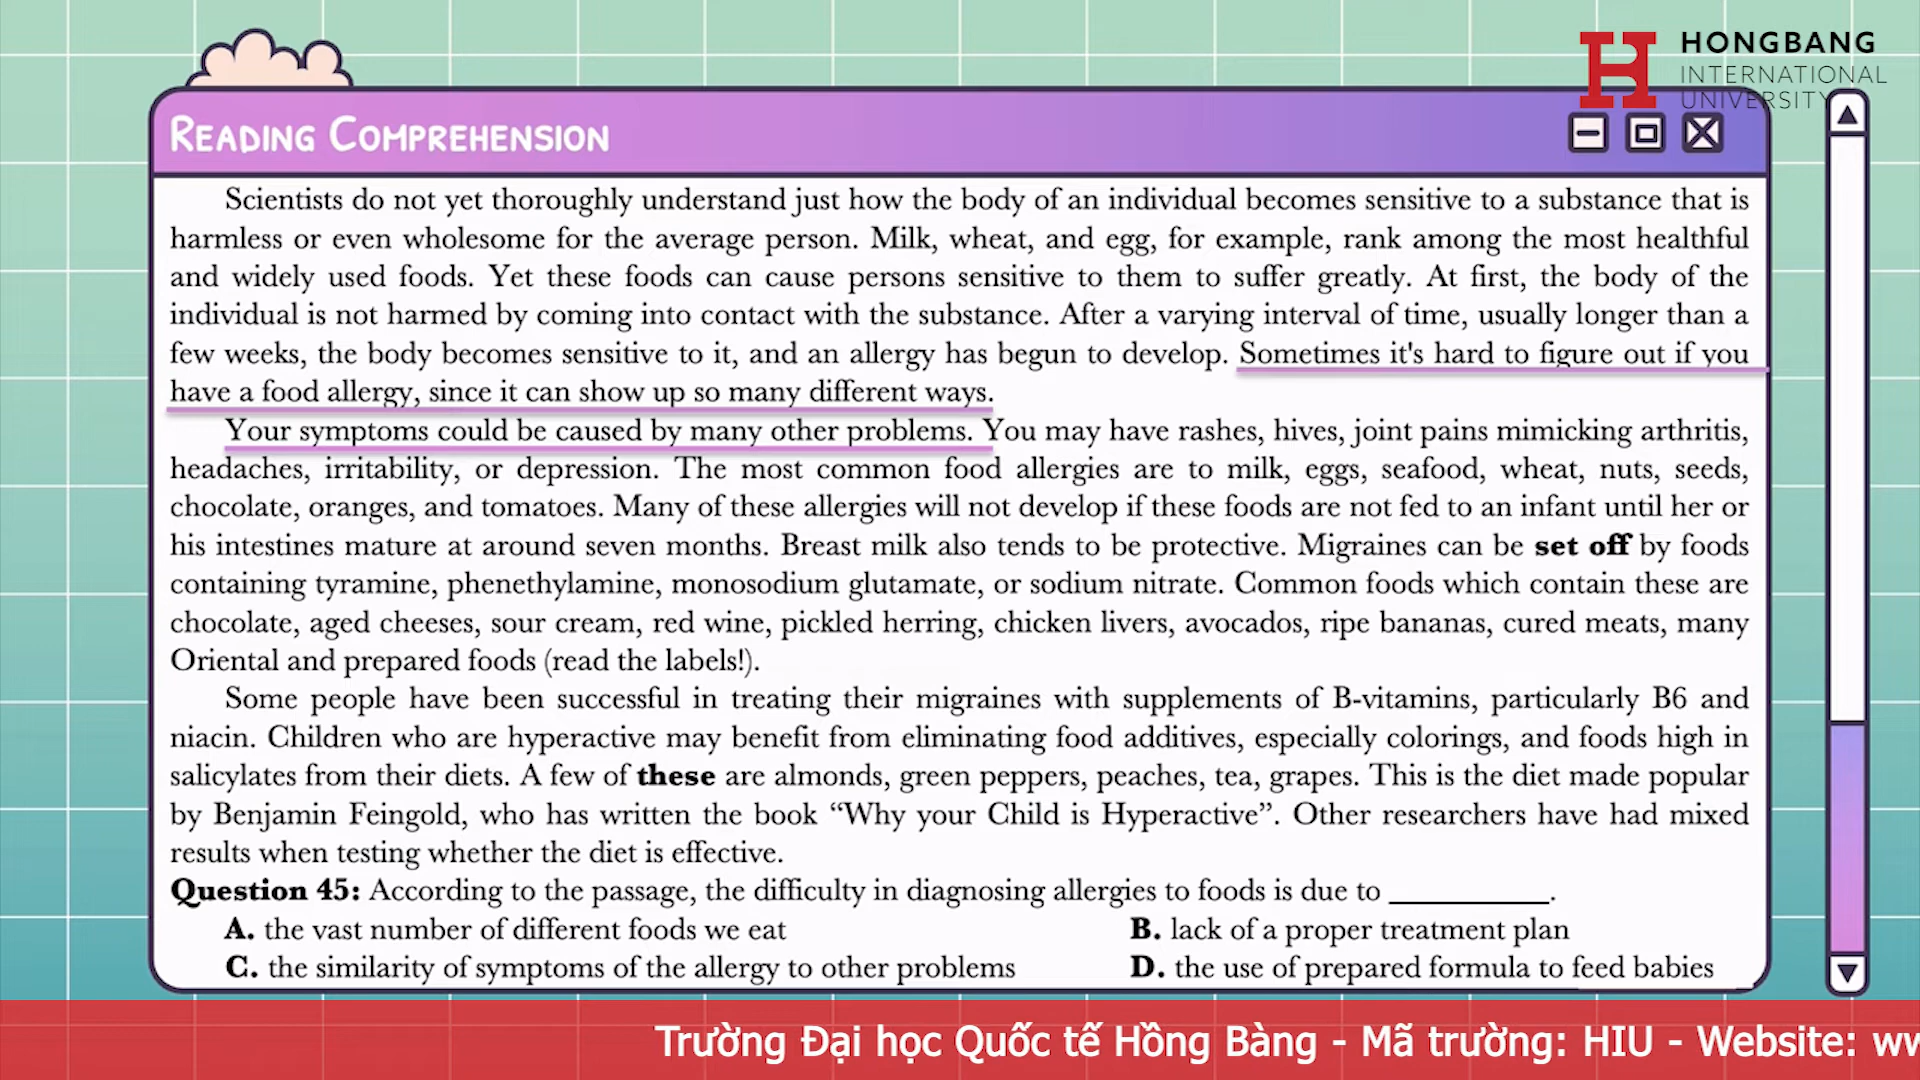 HONGBANG
INTERNATIONAL
UNIVERSITY
READING COMPREHENSION
Scientists do not yet thoroughly understand just how the body of an individual becomes sensitive to a substance that is
harmless or even wholesome for the average person. Milk, wheat, and egg, for example, rank among the most healthful
and widely used foods. Yet these foods can cause persons sensitive to them to suffer greatly. At first, the body of the
individual is not harmed by coming into contact with the substance. After a varying interval of time, usually longer than a
few weeks, the body becomes sensitive to it, and an allergy has begun to develop. Sometimes it's hard to figure out if you
have a food allergy, since it can show up so many different ways.
Your symptoms could be caused by many other problems. You may have rashes, hives, joint pains mimicking arthritis,
headaches, irritability, or depression. The most common food allergies are to milk, eggs, seafood, wheat, nuts, seeds,
chocolate, oranges, and tomatoes. Many of these allergies will not develop if these foods are not fed to an infant until her or
his intestines mature at around seven months. Breast milk also tends to be protective. Migraines can be set off by foods
containing tyramine, phenethylamine, monosodium glutamate, or sodium nitrate. Common foods which contain these are
chocolate, aged cheeses, sour cream, red wine, pickled herring, chicken livers, avocados, ripe bananas, cured meats, many
Oriental and prepared foods (read the labels!).
Some people have been successful in treating their migraines with supplements of B-vitamins, particularly B6 and
niacin. Children who are hyperactive may benefit from eliminating food additives, especially colorings, and foods high in
salicylates from their diets. A few of these are almonds, green peppers, peaches, tea, grapes. This is the diet made popular
by Benjamin Feingold, who has written the book “Why your Child is Hyperactive”. Other researchers have had mixed
results when testing whether the diet is effective.
Question 45: According to the passage, the difficulty in diagnosing allergies to foods is due to __________.
A. the vast number of different foods we eat B. lack of a proper treatment plan
C. the similarity of symptoms of the allergy to other problems D. the use of prepared formula to feed babies
Trường Đại học Quốc tế Hồng Bàng - Mã trường: HIU - Website: ww